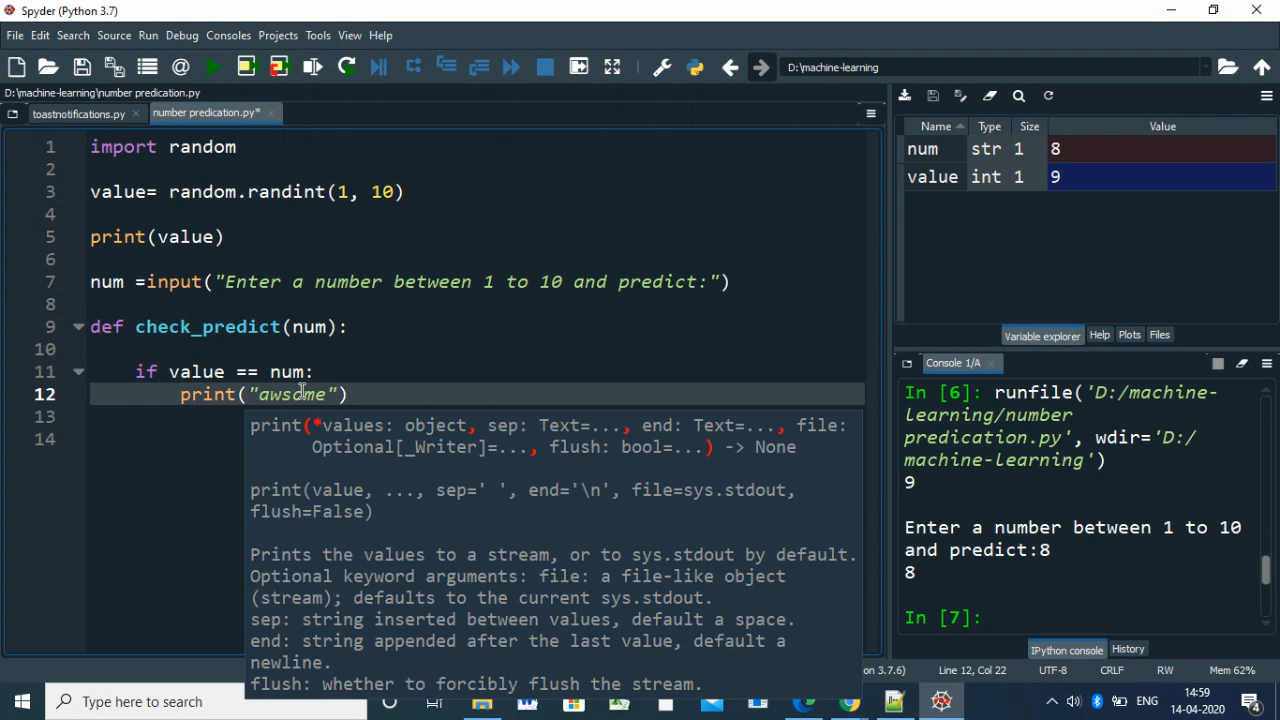 Spyder (Python 3.7)
File Edit Search Source Run Debug Consoles Projects Tools View Help
D:\machine-learning
D:\machine-learning\number predication.py
toastnotifications.py
number predication.py*
1 import random
2
3 value= random.randint(1, 10)
4
5 print(value)
6
7 num =input("Enter a number between 1 to 10 and predict:")
8
9 def check_predict(num):
10
11 if value == num:
12 print("awsome")
13
14
print(*values: object, sep: Text=..., end: Text=..., file:
Optional[_Writer]=..., flush: bool=...) -> None
print(value, ..., sep=' ', end='\n', file=sys.stdout,
flush=False)
Prints the values to a stream, or to sys.stdout by default.
Optional keyword arguments: file: a file-like object
(stream); defaults to the current sys.stdout.
sep: string inserted between values, default a space.
end: string appended after the last value, default a
newline.
flush: whether to forcibly flush the stream.
Name Type Size Value
num str 1 8
value int 1 9
Variable explorer Help Plots Files
Console 1/A
In [6]: runfile('D:/machine-
learning/number
predication.py', wdir='D:/
machine-learning')
9
Enter a number between 1 to 10
and predict:8
8
In [7]:
IPython console History
3.7.6) Line 12, Col 22 UTF-8 CRLF RW Mem 62%
Type here to search
ENG
14:59
14-04-2020
4